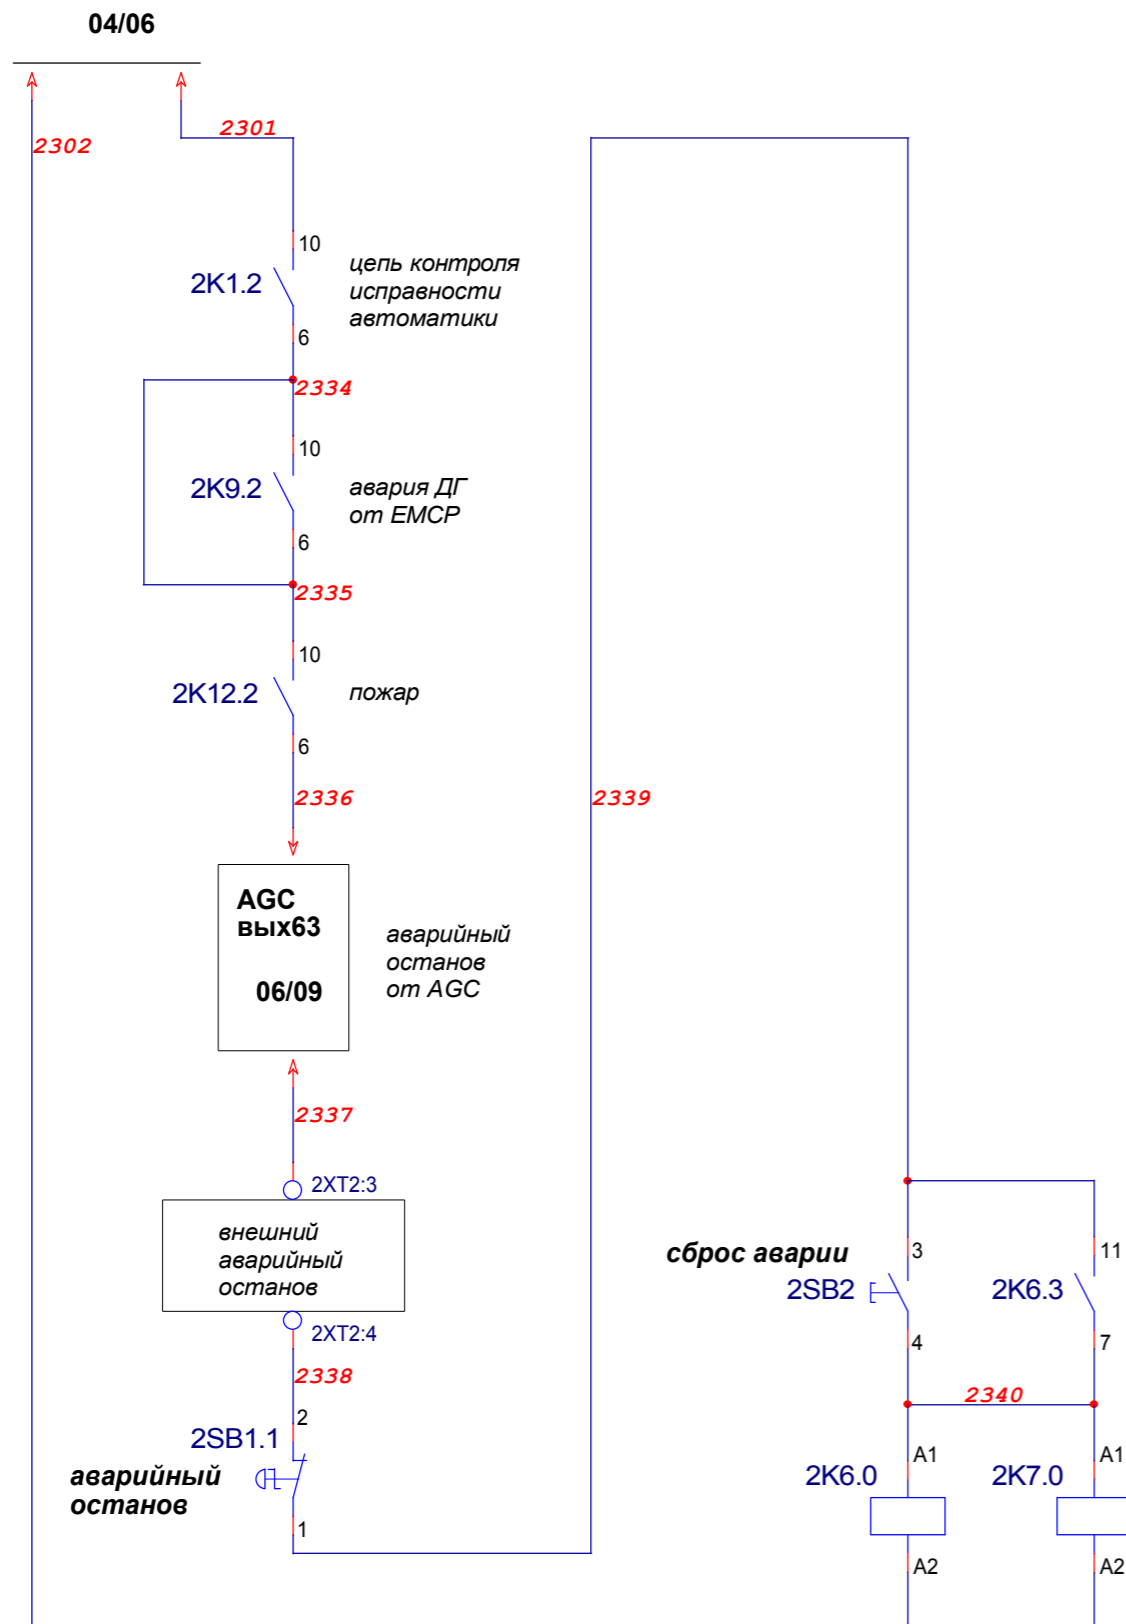 04/06
2302
2301
10
2K1.2
цепь контроля
исправности
автоматики
6
2334
10
2K9.2
авария ДГ
от EMCP
6
2335
10
2K12.2
пожар
6
2336
2339
AGC
вых63
06/09
аварийный
останов
от AGC
2337
2XT2:3
внешний
аварийный
останов
2XT2:4
2338
2
2SB1.1
аварийный
останов
1
сброс аварии
3
2SB2
4
11
2K6.3
7
2340
A1
2K6.0
A2
A1
2K7.0
A2